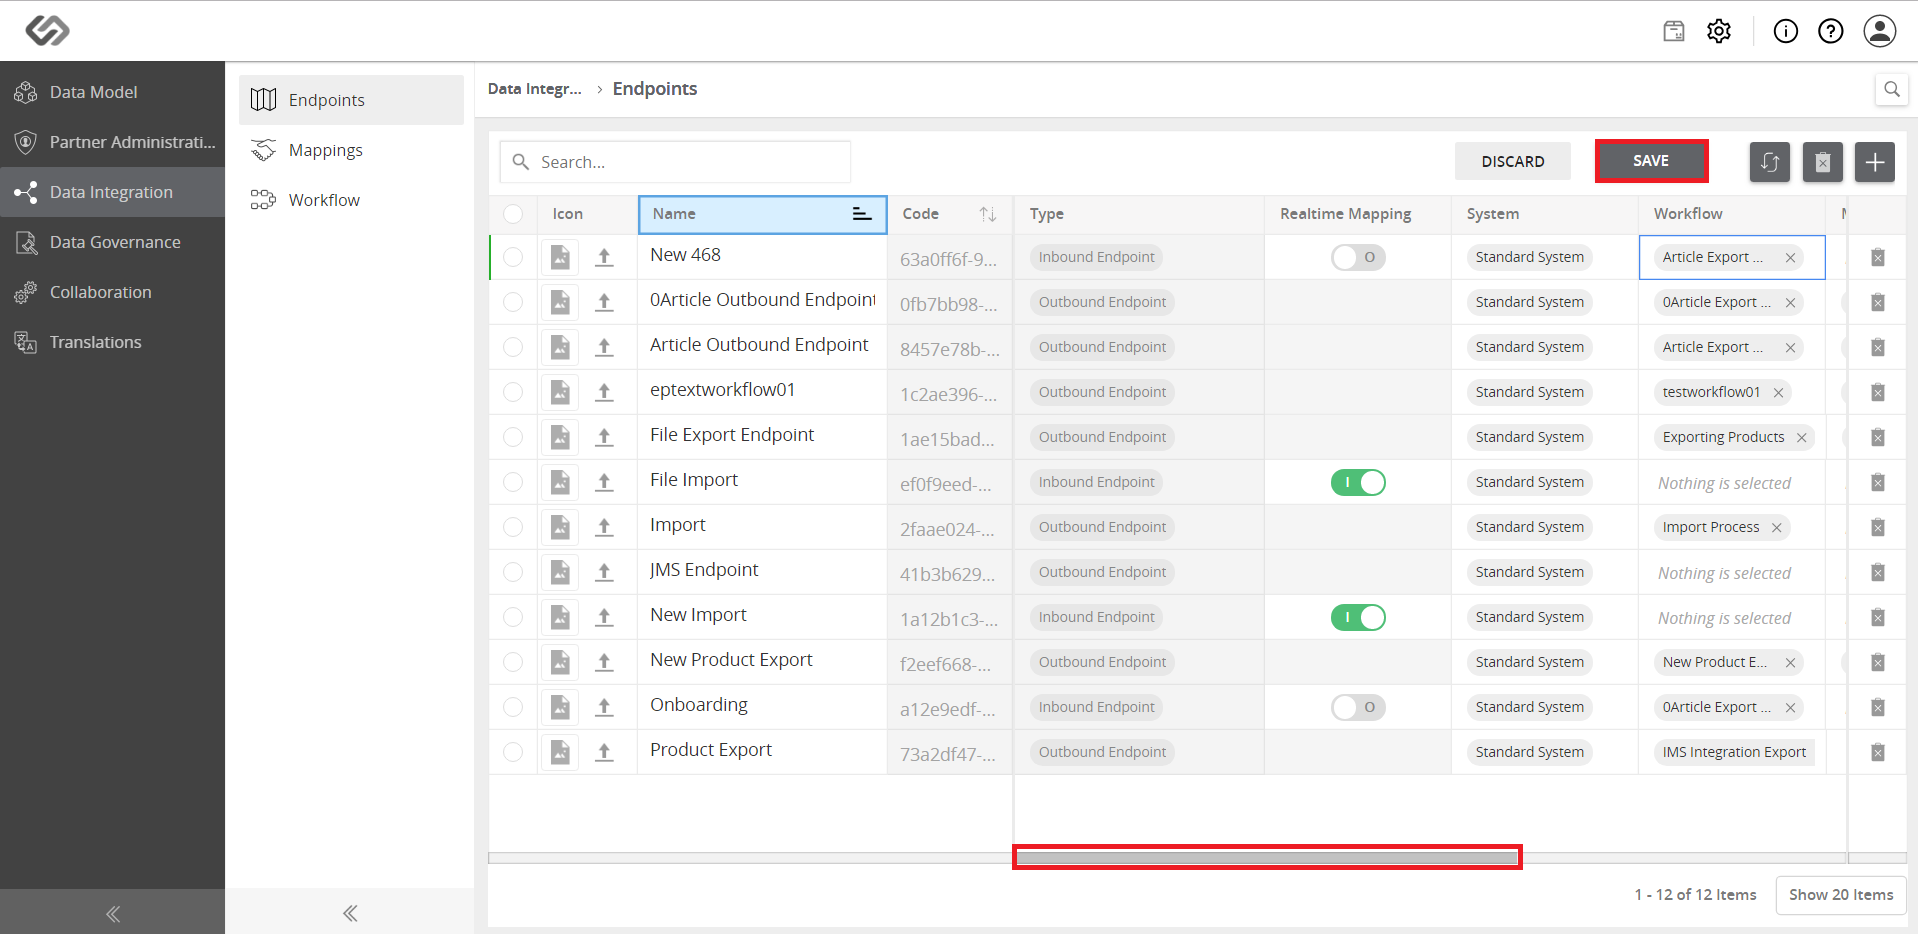 Data Model
Partner Administrati...
Data Integration
Data Governance
Collaboration
Translations
Endpoints
Mappings
Workflow
Data Integr... › Endpoints
Search...
DISCARD
SAVE
Icon Name Code Type Realtime Mapping System Workflow
New 468 63a0ff6f-9... Inbound Endpoint O Standard System Article Export ...
0Article Outbound Endpoint 0fb7bb98-... Outbound Endpoint Standard System 0Article Export ...
Article Outbound Endpoint 8457e78b-... Outbound Endpoint Standard System Article Export ...
eptextworkflow01 1c2ae396-... Outbound Endpoint Standard System testworkflow01
File Export Endpoint 1ae15bad... Outbound Endpoint Standard System Exporting Products
File Import ef0f9eed-... Inbound Endpoint I Standard System Nothing is selected
Import 2faae024-... Outbound Endpoint Standard System Import Process
JMS Endpoint 41b3b629... Outbound Endpoint Standard System Nothing is selected
New Import 1a12b1c3-... Inbound Endpoint I Standard System Nothing is selected
New Product Export f2eef668-... Outbound Endpoint Standard System New Product E...
Onboarding a12e9edf-... Inbound Endpoint O Standard System 0Article Export ...
Product Export 73a2df47-... Outbound Endpoint Standard System IMS Integration Export
1 - 12 of 12 Items
Show 20 Items